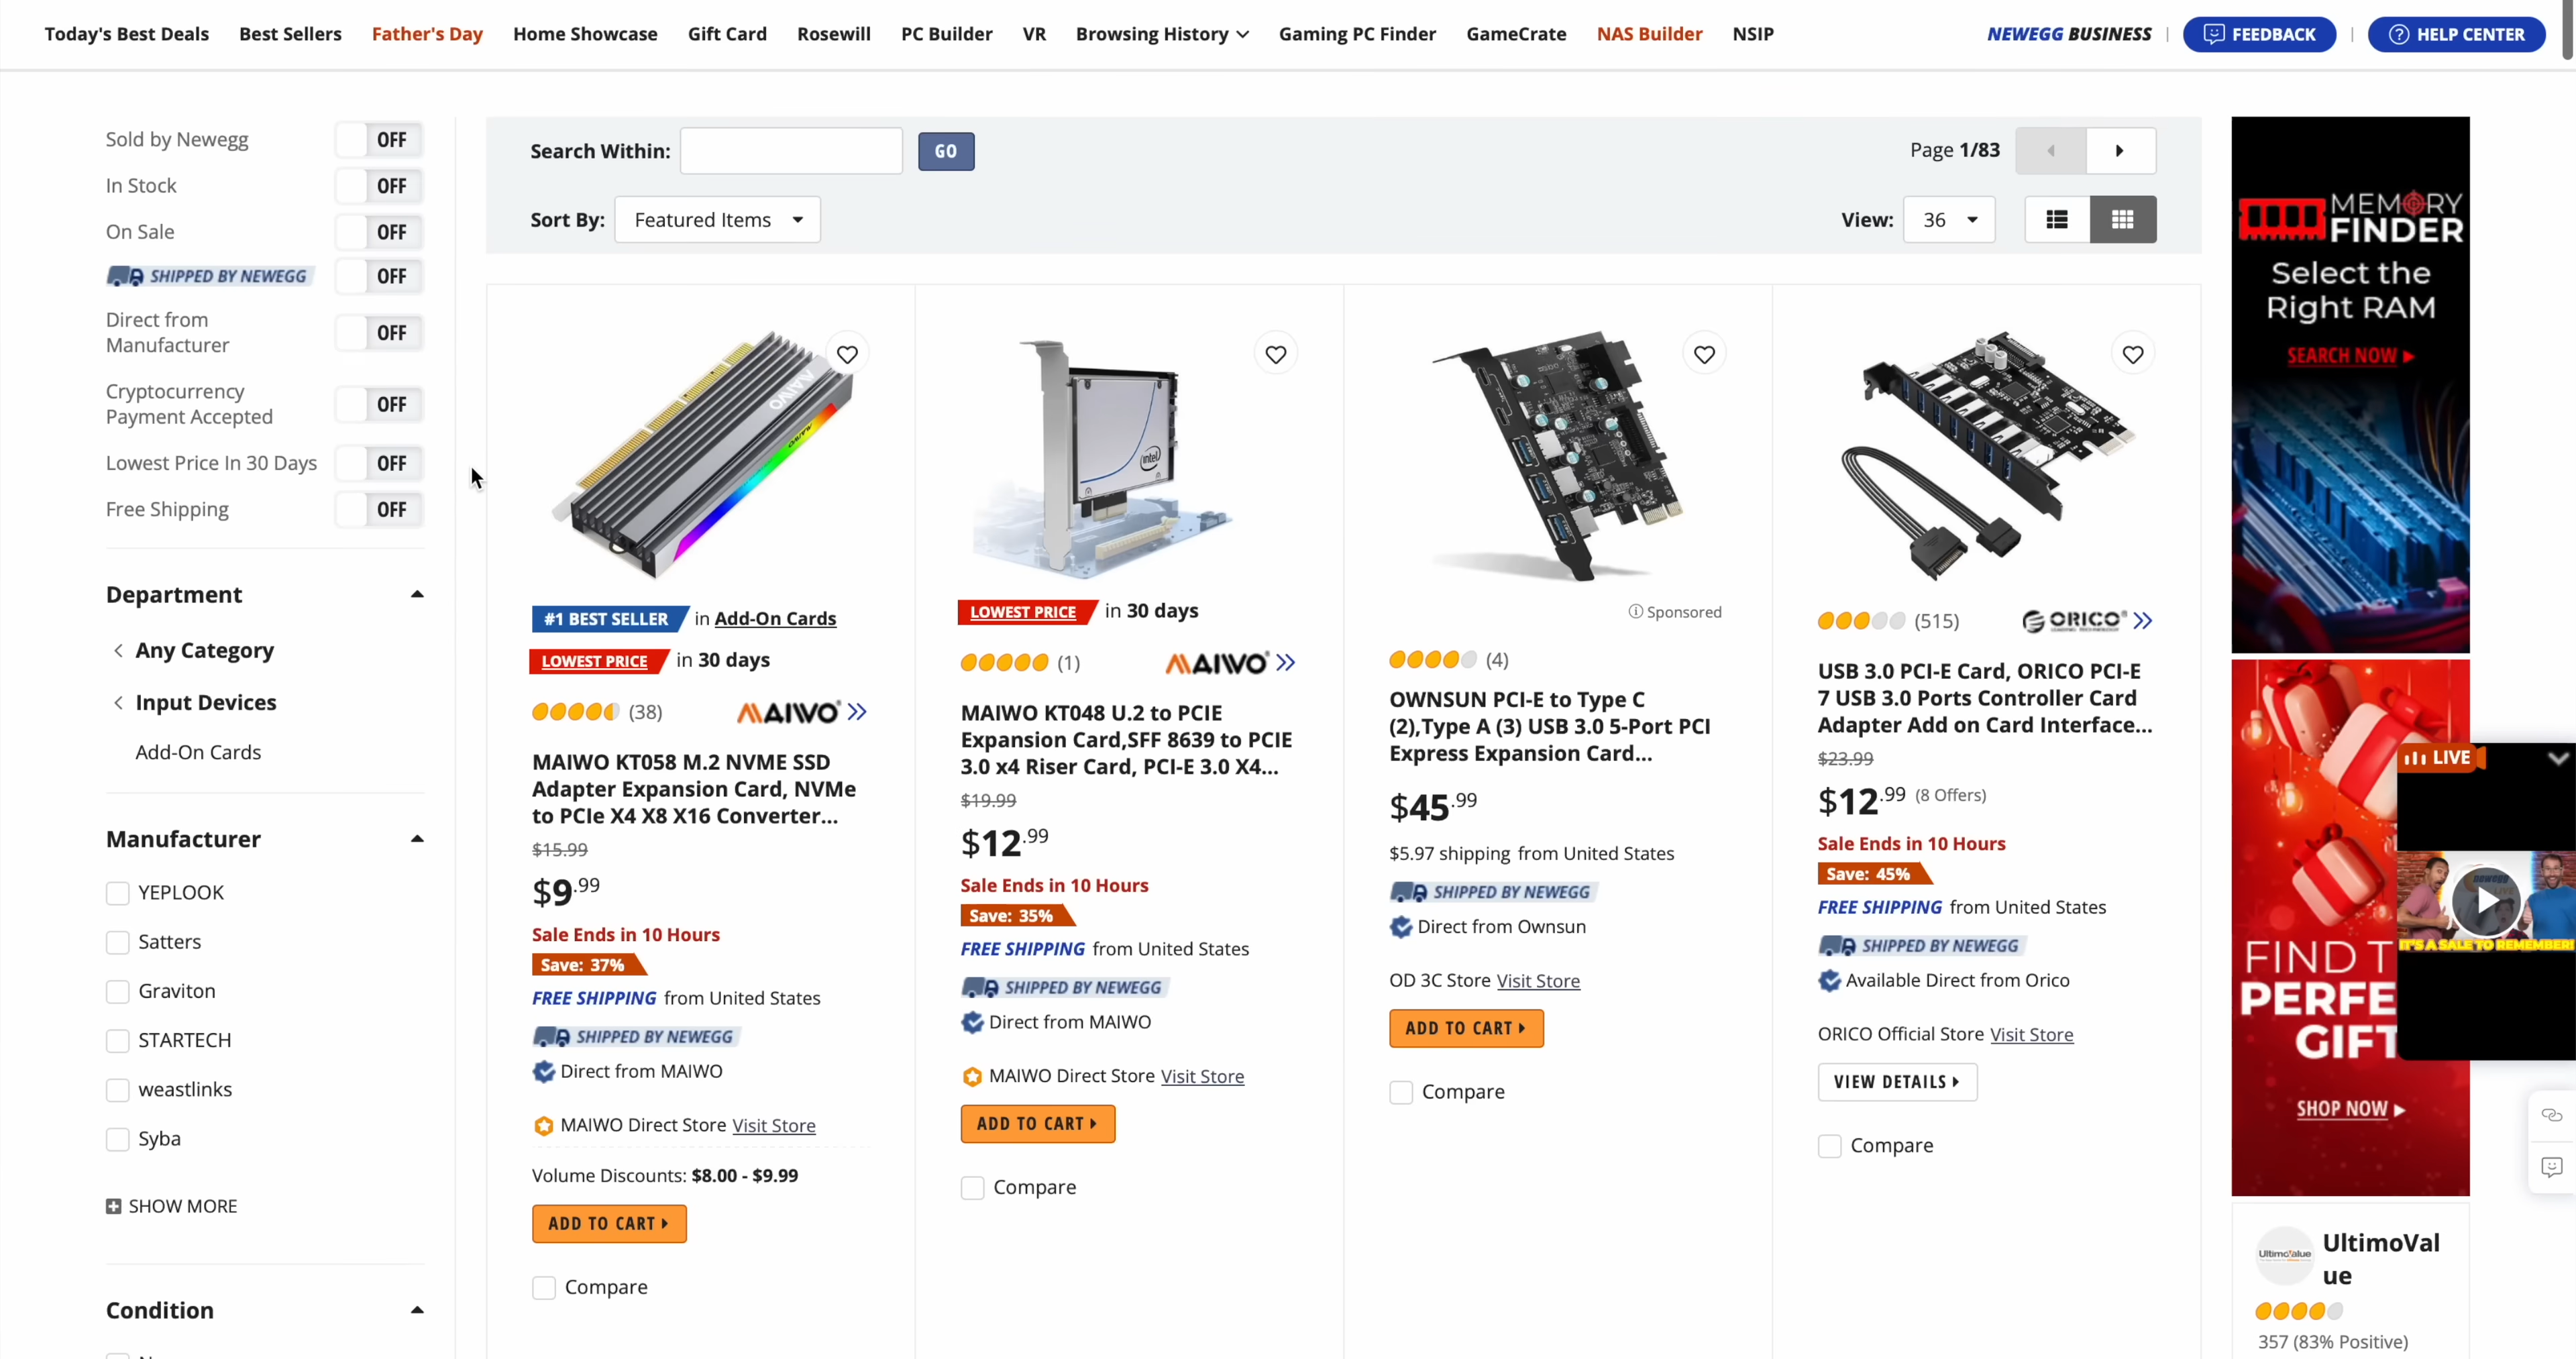 Today's Best Deals Best Sellers Father's Day Home Showcase Gift Card Rosewill PC Builder VR Browsing History Gaming PC Finder GameCrate NAS Builder NSIP NEWEGG BUSINESS | FEEDBACK | HELP CENTER
Sold by Newegg OFF
In Stock OFF
On Sale OFF
SHIPPED BY NEWEGG OFF
Direct from
Manufacturer OFF
Cryptocurrency
Payment Accepted OFF
Lowest Price In 30 Days OFF
Free Shipping OFF
Department
Any Category
Input Devices
Add-On Cards
Manufacturer
YEPLOOK
Satters
Graviton
STARTECH
weastlinks
Syba
SHOW MORE
Condition
Search Within: GO
Page 1/83
Sort By: Featured Items
View: 36
MAIWO
#1 BEST SELLER in Add-On Cards
LOWEST PRICE in 30 days
(38) MAIWO
MAIWO KT058 M.2 NVME SSD
Adapter Expansion Card, NVMe
to PCIe X4 X8 X16 Converter...
$15.99
$9.99
Sale Ends in 10 Hours
Save: 37%
FREE SHIPPING from United States
SHIPPED BY NEWEGG
Direct from MAIWO
MAIWO Direct Store Visit Store
Volume Discounts: $8.00 - $9.99
ADD TO CART
Compare
intel
LOWEST PRICE in 30 days
(1) MAIWO
MAIWO KT048 U.2 to PCIE
Expansion Card,SFF 8639 to PCIE
3.0 x4 Riser Card, PCI-E 3.0 X4...
$19.99
$12.99
Sale Ends in 10 Hours
Save: 35%
FREE SHIPPING from United States
SHIPPED BY NEWEGG
Direct from MAIWO
MAIWO Direct Store Visit Store
ADD TO CART
Compare
Sponsored
(4)
OWNSUN PCI-E to Type C
(2),Type A (3) USB 3.0 5-Port PCI
Express Expansion Card...
$45.99
$5.97 shipping from United States
SHIPPED BY NEWEGG
Direct from Ownsun
OD 3C Store Visit Store
ADD TO CART
Compare
(515) ORICO
USB 3.0 PCI-E Card, ORICO PCI-E
7 USB 3.0 Ports Controller Card
Adapter Add on Card Interface...
$23.99
$12.99 (8 Offers)
Sale Ends in 10 Hours
Save: 45%
FREE SHIPPING from United States
SHIPPED BY NEWEGG
Available Direct from Orico
ORICO Official Store Visit Store
VIEW DETAILS
Compare
MEMORY
FINDER
Select the
Right RAM
SEARCH NOW
LIVE
IT'S A SALE TO REMEMBER!
FIND T
PERFE
GIFT
SHOP NOW
UltimoValue
UltimoVal
ue
357 (83% Positive)